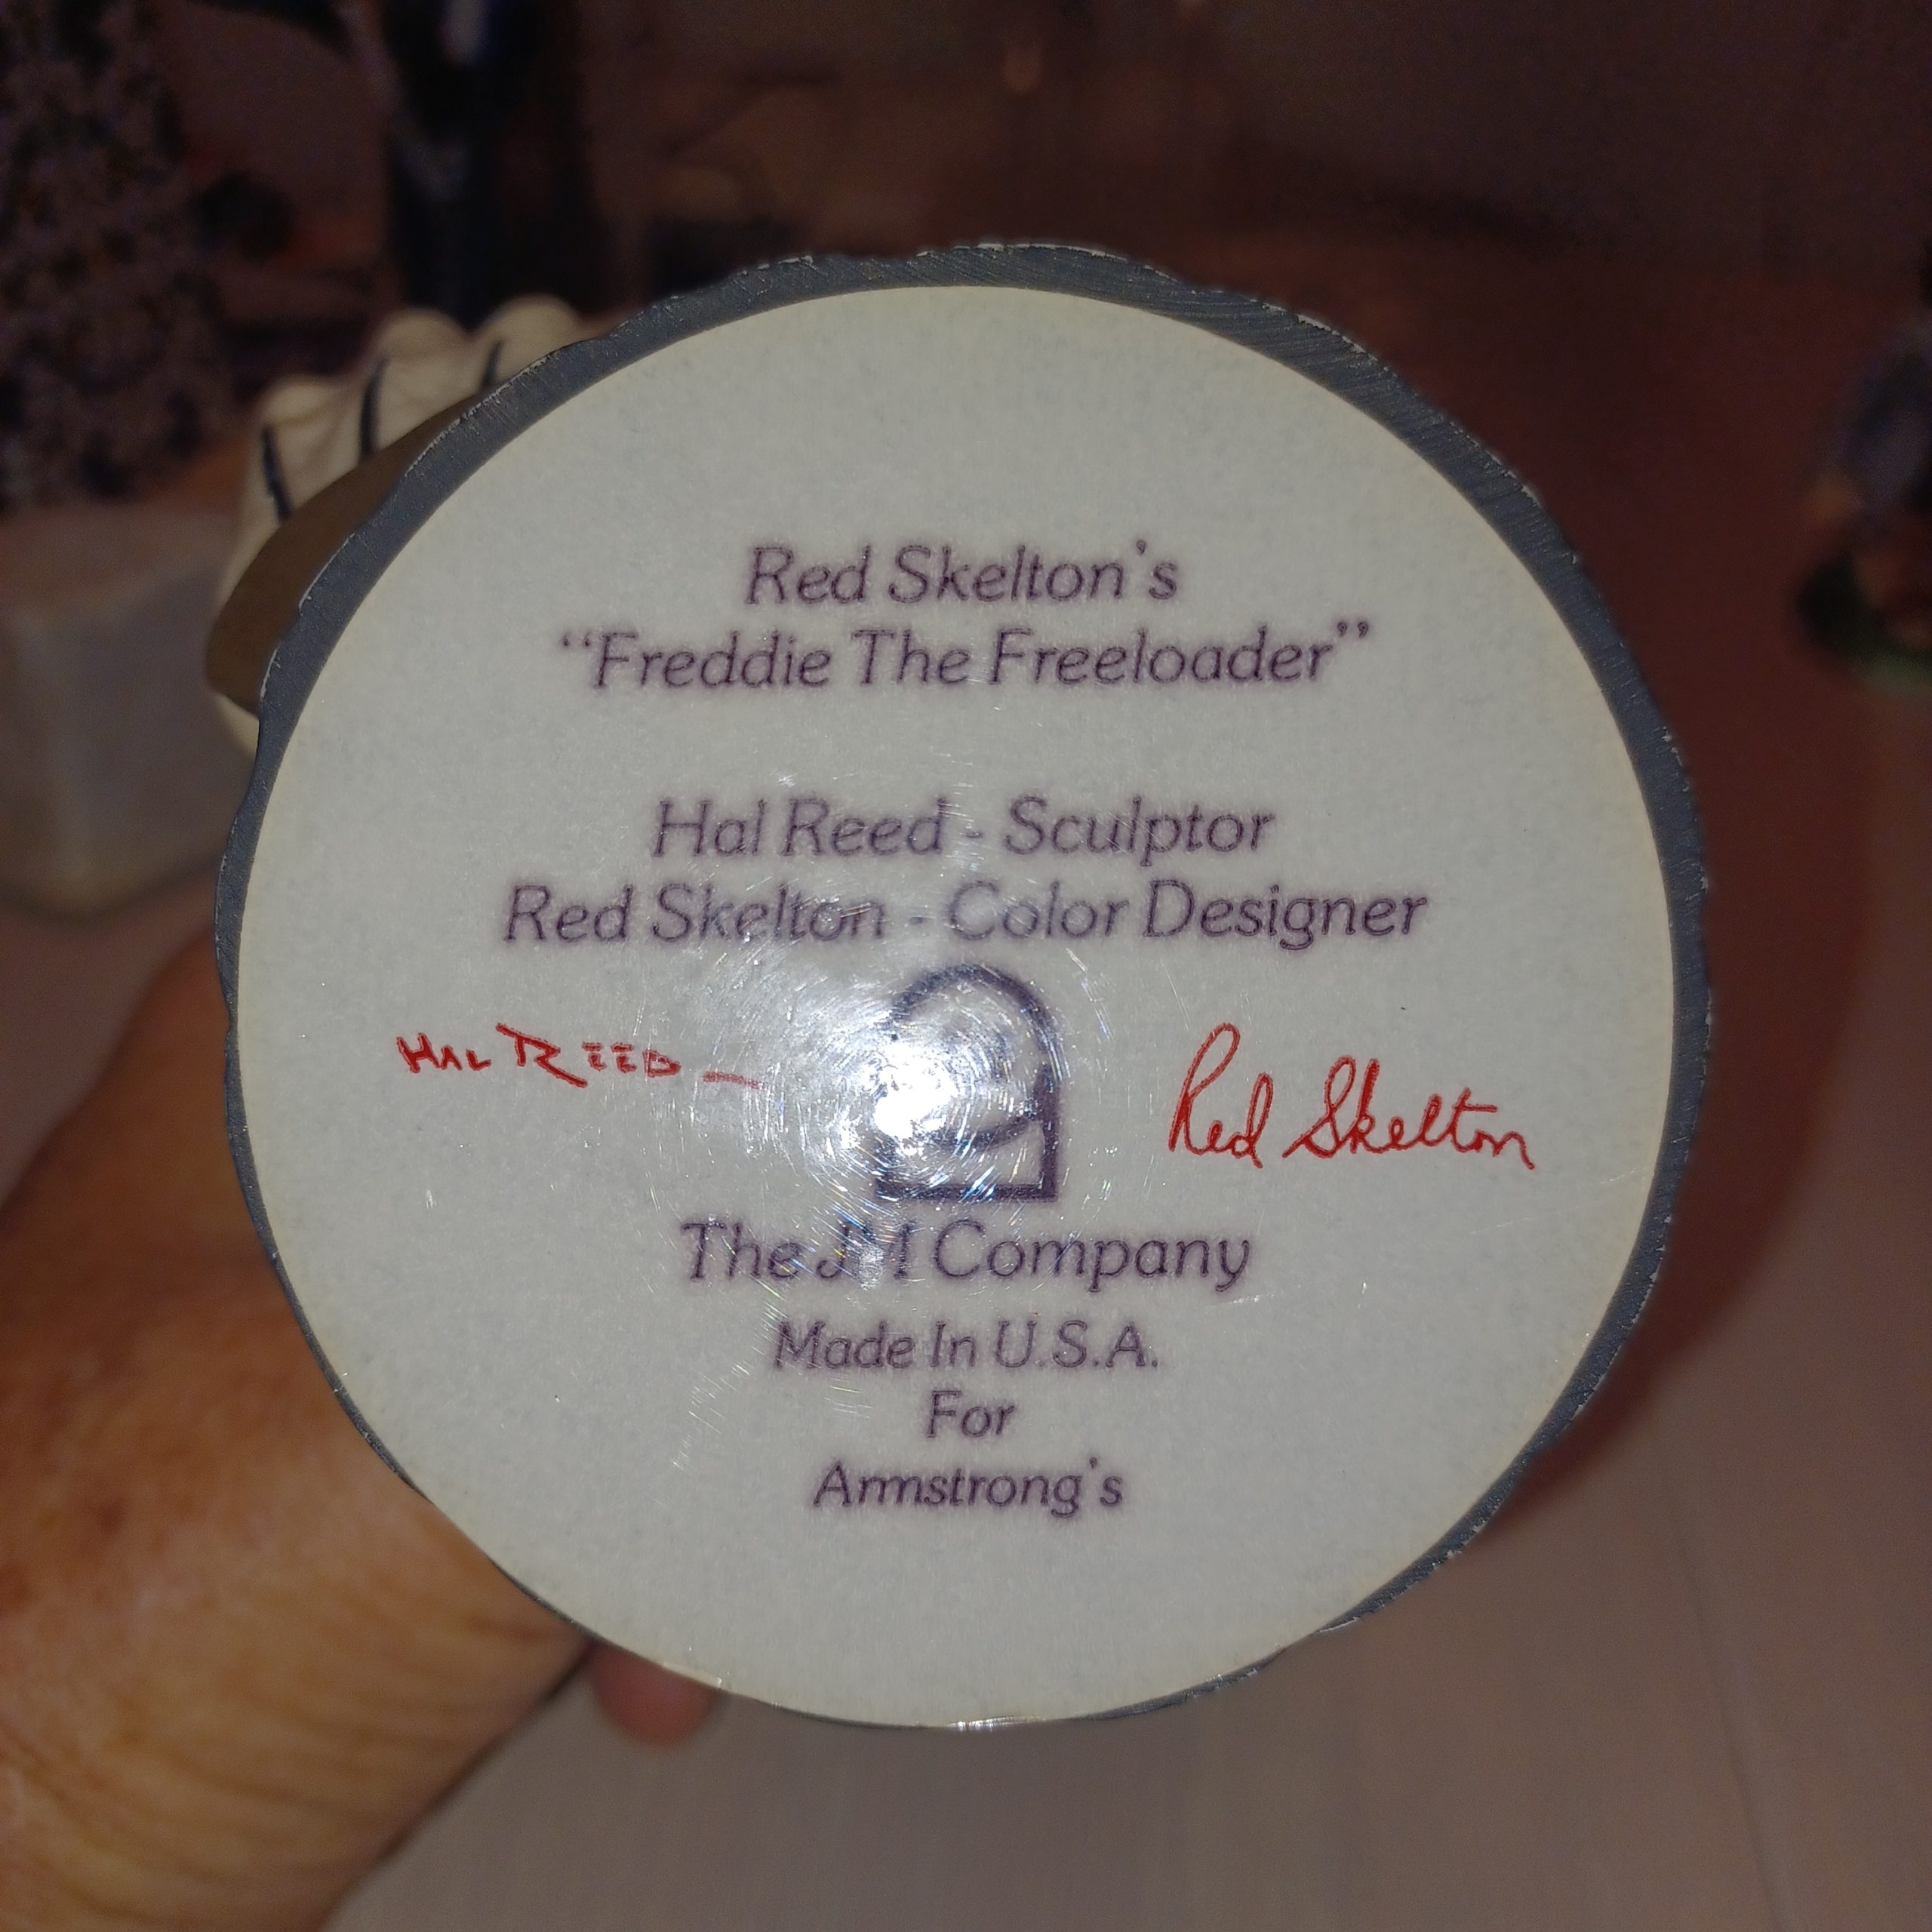 Red Skelton's
“Freddie The Freeloader”
Hal Reed - Sculptor
Red Skelton - Color Designer
HAL REED —
Red Skelton
The JM Company
Made In U.S.A.
For
Armstrong's